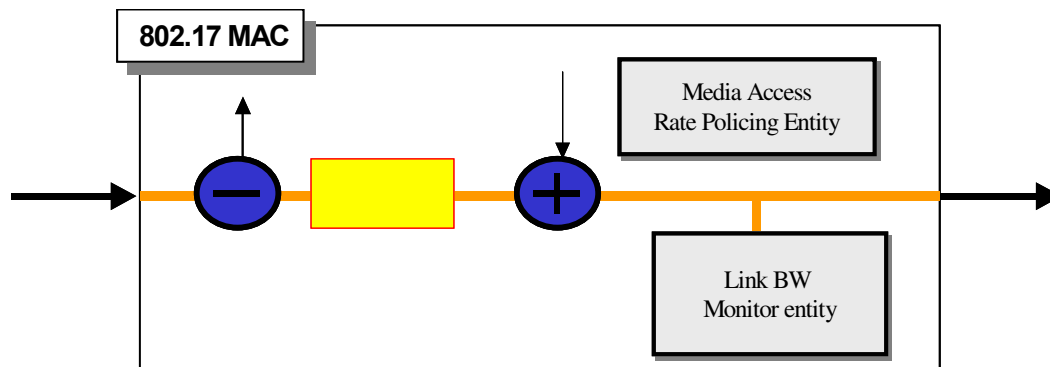 802.17 MAC
Media Access
Rate Policing Entity
Link BW
Monitor entity